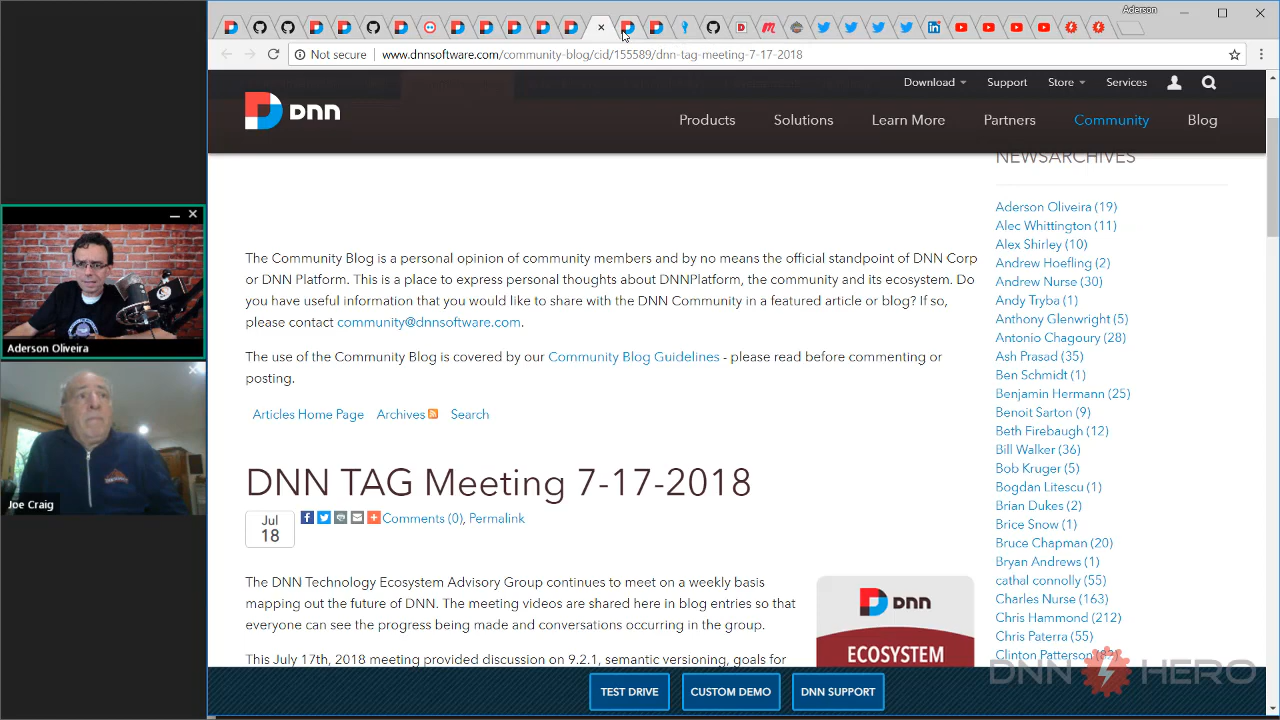 Aderson
Not secure
www.dnnsoftware.com/community-blog/cid/155589/dnn-tag-meeting-7-17-2018
Download
Support
Store
Services
DNN
Products
Solutions
Learn More
Partners
Community
Blog
NEWSARCHIVES
Aderson Oliveira (19)
Alec Whittington (11)
Alex Shirley (10)
Andrew Hoefling (2)
Andrew Nurse (30)
Andy Tryba (1)
Anthony Glenwright (5)
Antonio Chagoury (28)
Ash Prasad (35)
Ben Schmidt (1)
Benjamin Hermann (25)
Benoit Sarton (9)
Beth Firebaugh (12)
Bill Walker (36)
Bob Kruger (5)
Bogdan Litescu (1)
Brian Dukes (2)
Brice Snow (1)
Bruce Chapman (20)
Bryan Andrews (1)
cathal connolly (55)
Charles Nurse (163)
Chris Hammond (212)
Chris Paterra (55)
Clinton Patterson
The Community Blog is a personal opinion of community members and by no means the official standpoint of DNN Corp
or DNN Platform. This is a place to express personal thoughts about DNNPlatform, the community and its ecosystem. Do
you have useful information that you would like to share with the DNN Community in a featured article or blog? If so,
please contact community@dnnsoftware.com.
The use of the Community Blog is covered by our Community Blog Guidelines - please read before commenting or
posting.
Articles Home Page
Archives
Search
DNN TAG Meeting 7-17-2018
Jul
18
Comments (0), Permalink
The DNN Technology Ecosystem Advisory Group continues to meet on a weekly basis
mapping out the future of DNN. The meeting videos are shared here in blog entries so that
everyone can see the progress being made and conversations occurring in the group.
This July 17th, 2018 meeting provided discussion on 9.2.1, semantic versioning, goals for
DNN
ECOSYSTEM
TEST DRIVE
CUSTOM DEMO
DNN SUPPORT
DNN HERO
Aderson Oliveira
Joe Craig